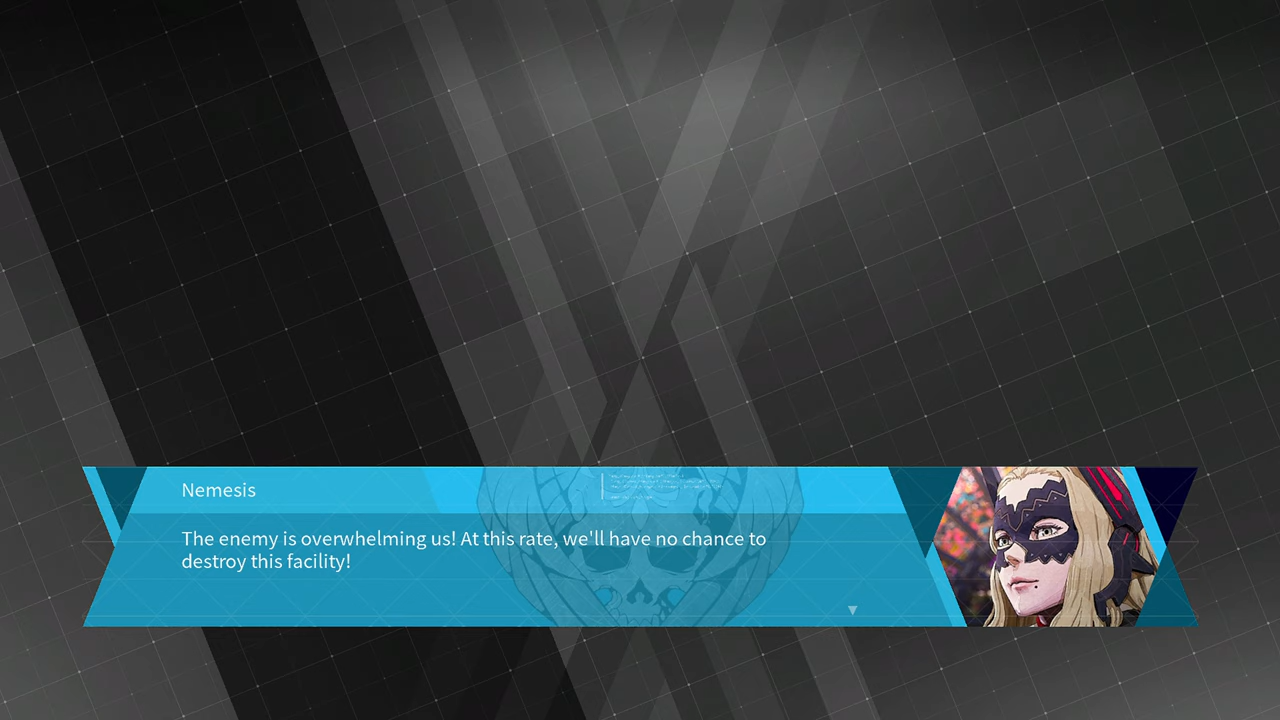 Nemesis
The enemy is overwhelming us! At this rate, we'll have no chance to
destroy this facility!